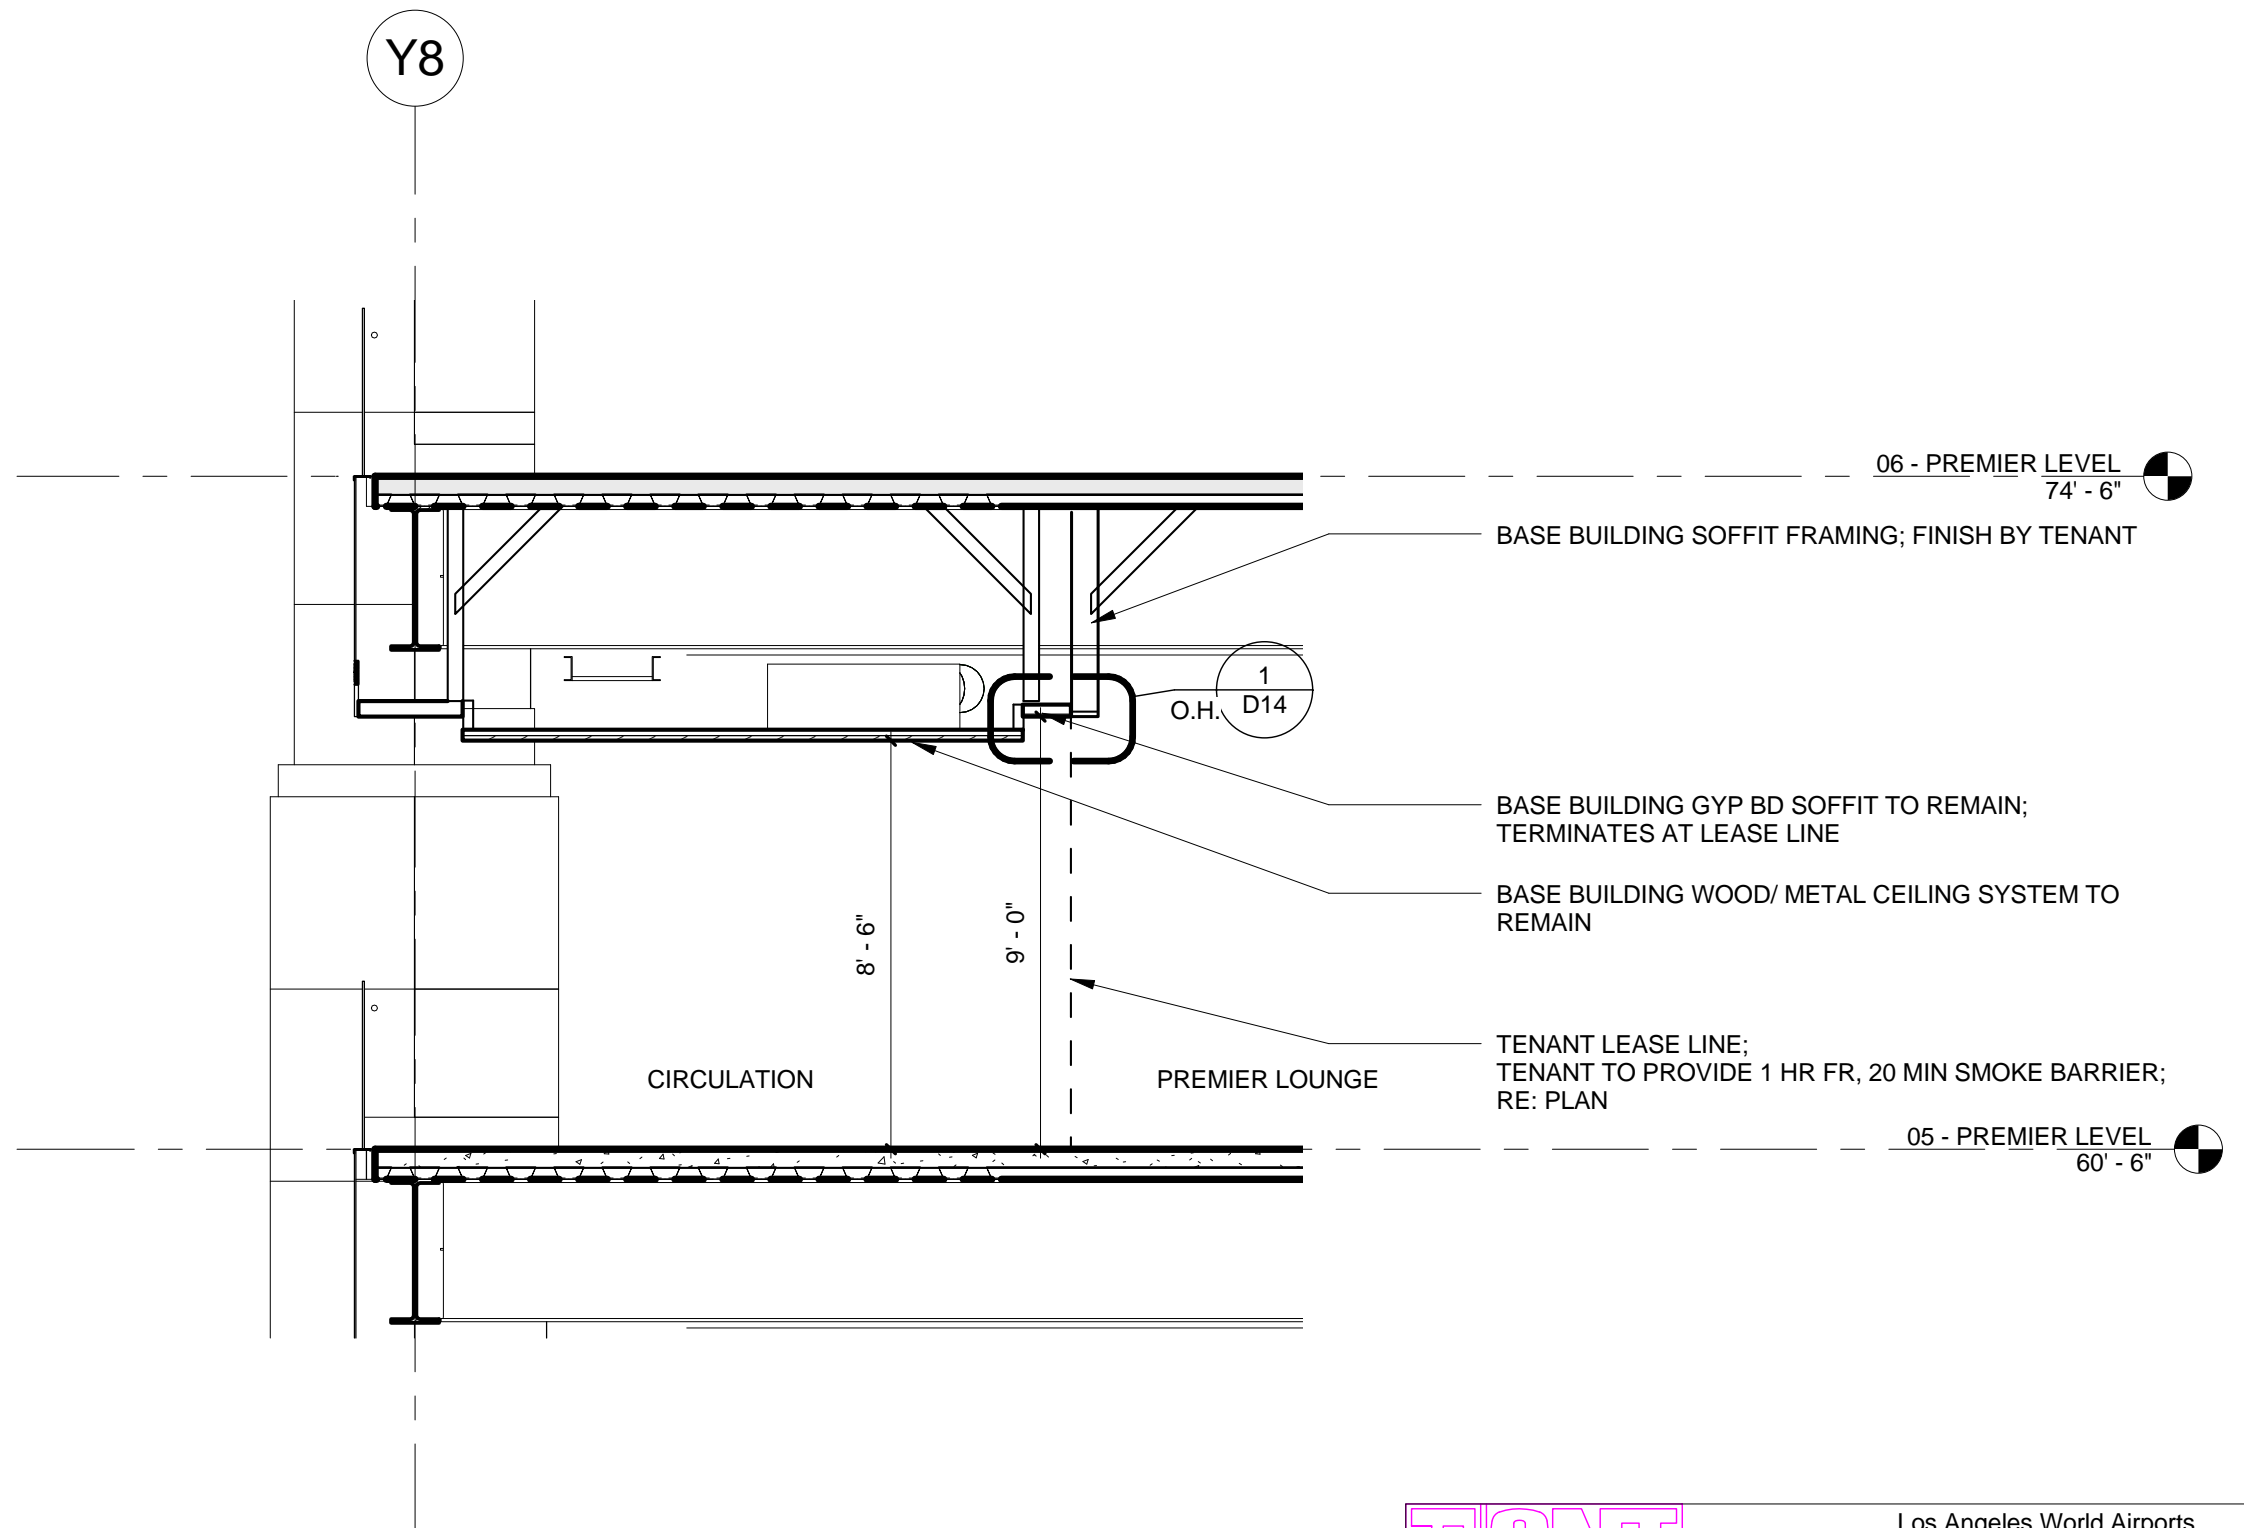 Y8
06 - PREMIER LEVEL
74' - 6"
BASE BUILDING SOFFIT FRAMING; FINISH BY TENANT
1
O.H.
D14
BASE BUILDING GYP BD SOFFIT TO REMAIN;
TERMINATES AT LEASE LINE
BASE BUILDING WOOD/ METAL CEILING SYSTEM TO
REMAIN
8' - 6"
9' - 0"
TENANT LEASE LINE;
TENANT TO PROVIDE 1 HR FR, 20 MIN SMOKE BARRIER;
RE: PLAN
CIRCULATION
PREMIER LOUNGE
05 - PREMIER LEVEL
60' - 6"
Los Angeles World Airports